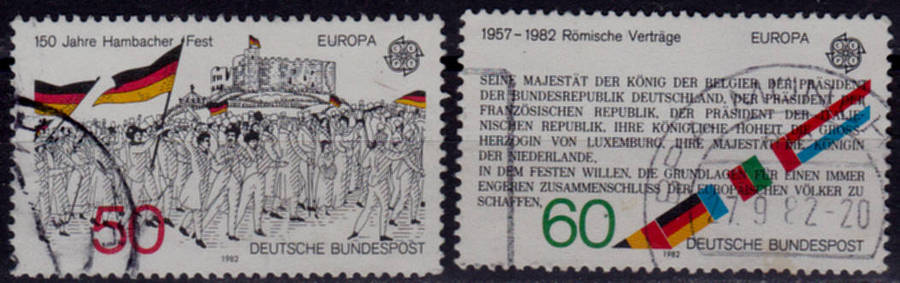 150 Jahre Hambacher Fest
EUROPA
50
DEUTSCHE BUNDESPOST
1982
1957-1982 Römische Verträge
EUROPA
SEINE MAJESTÄT DER KÖNIG DER BELGIER, DER PRÄSIDENT
DER BUNDESREPUBLIK DEUTSCHLAND, DER PRÄSIDENT DER
FRANZÖSISCHEN REPUBLIK, DER PRÄSIDENT DER ITALIE-
NISCHEN REPUBLIK, IHRE KÖNIGLICHE HOHEIT DIE GROSS-
HERZOGIN VON LUXEMBURG, IHRE MAJESTÄT DIE KÖNIGIN
DER NIEDERLANDE,
IN DEM FESTEN WILLEN, DIE GRUNDLAGEN FÜR EINEN IMMER
ENGEREN ZUSAMMENSCHLUSS DER EUROPÄISCHEN VÖLKER ZU
SCHAFFEN,
60
7.9.82-20
DEUTSCHE BUNDESPOST
1982